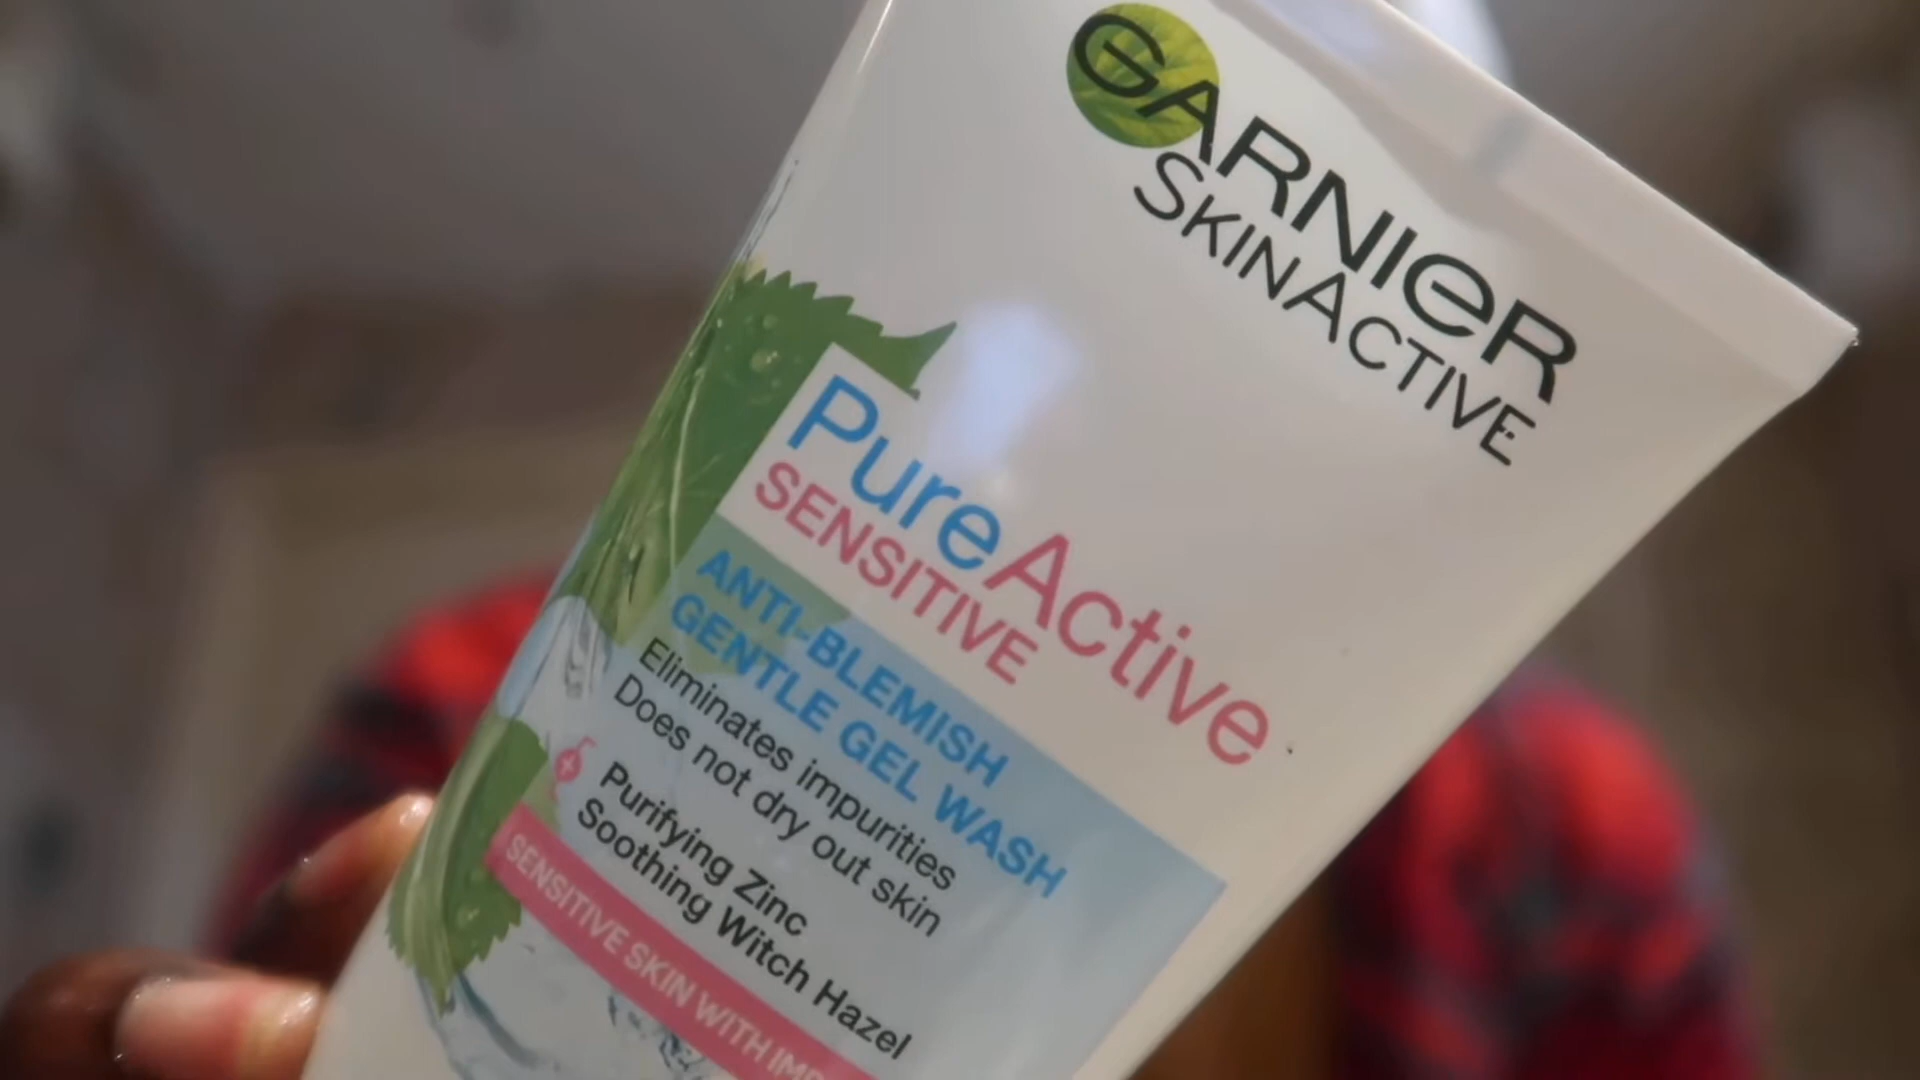 GARNIER
SKINACTIVE
PureActive
SENSITIVE
ANTI-BLEMISH
GENTLE GEL WASH
Eliminates impurities
Does not dry out skin
Purifying Zinc
Soothing Witch Hazel
SENSITIVE SKIN WITH